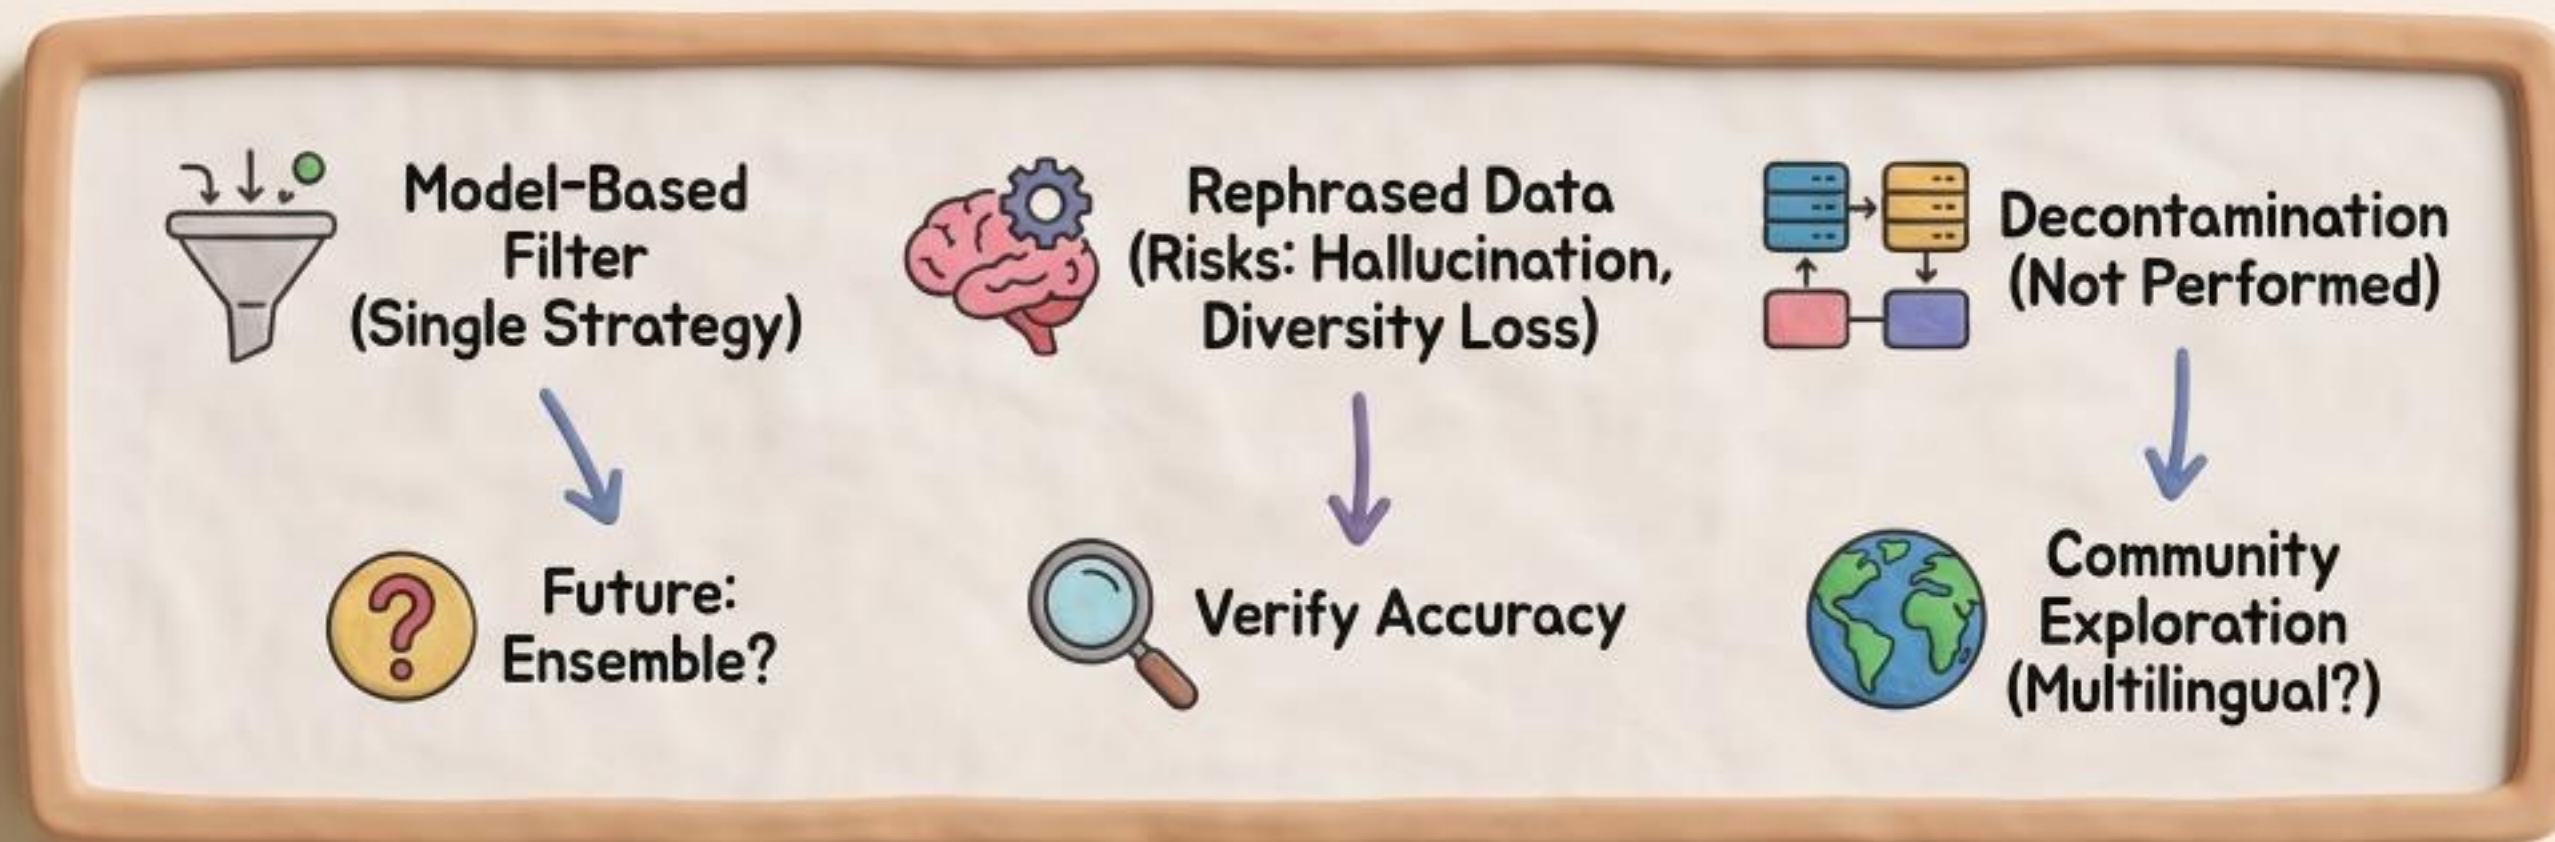 Model-Based
Filter
(Single Strategy)
Rephrased Data
(Risks: Hallucination,
Diversity Loss)
Decontamination
(Not Performed)
Future:
Ensemble?
Verify Accuracy
Community
Exploration
(Multilingual?)